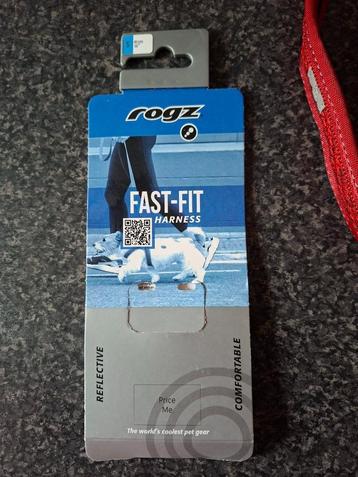 S
rogz
FAST-FIT
HARNESS
REFLECTIVE
COMFORTABLE
Price
Me
The world's coolest pet gear